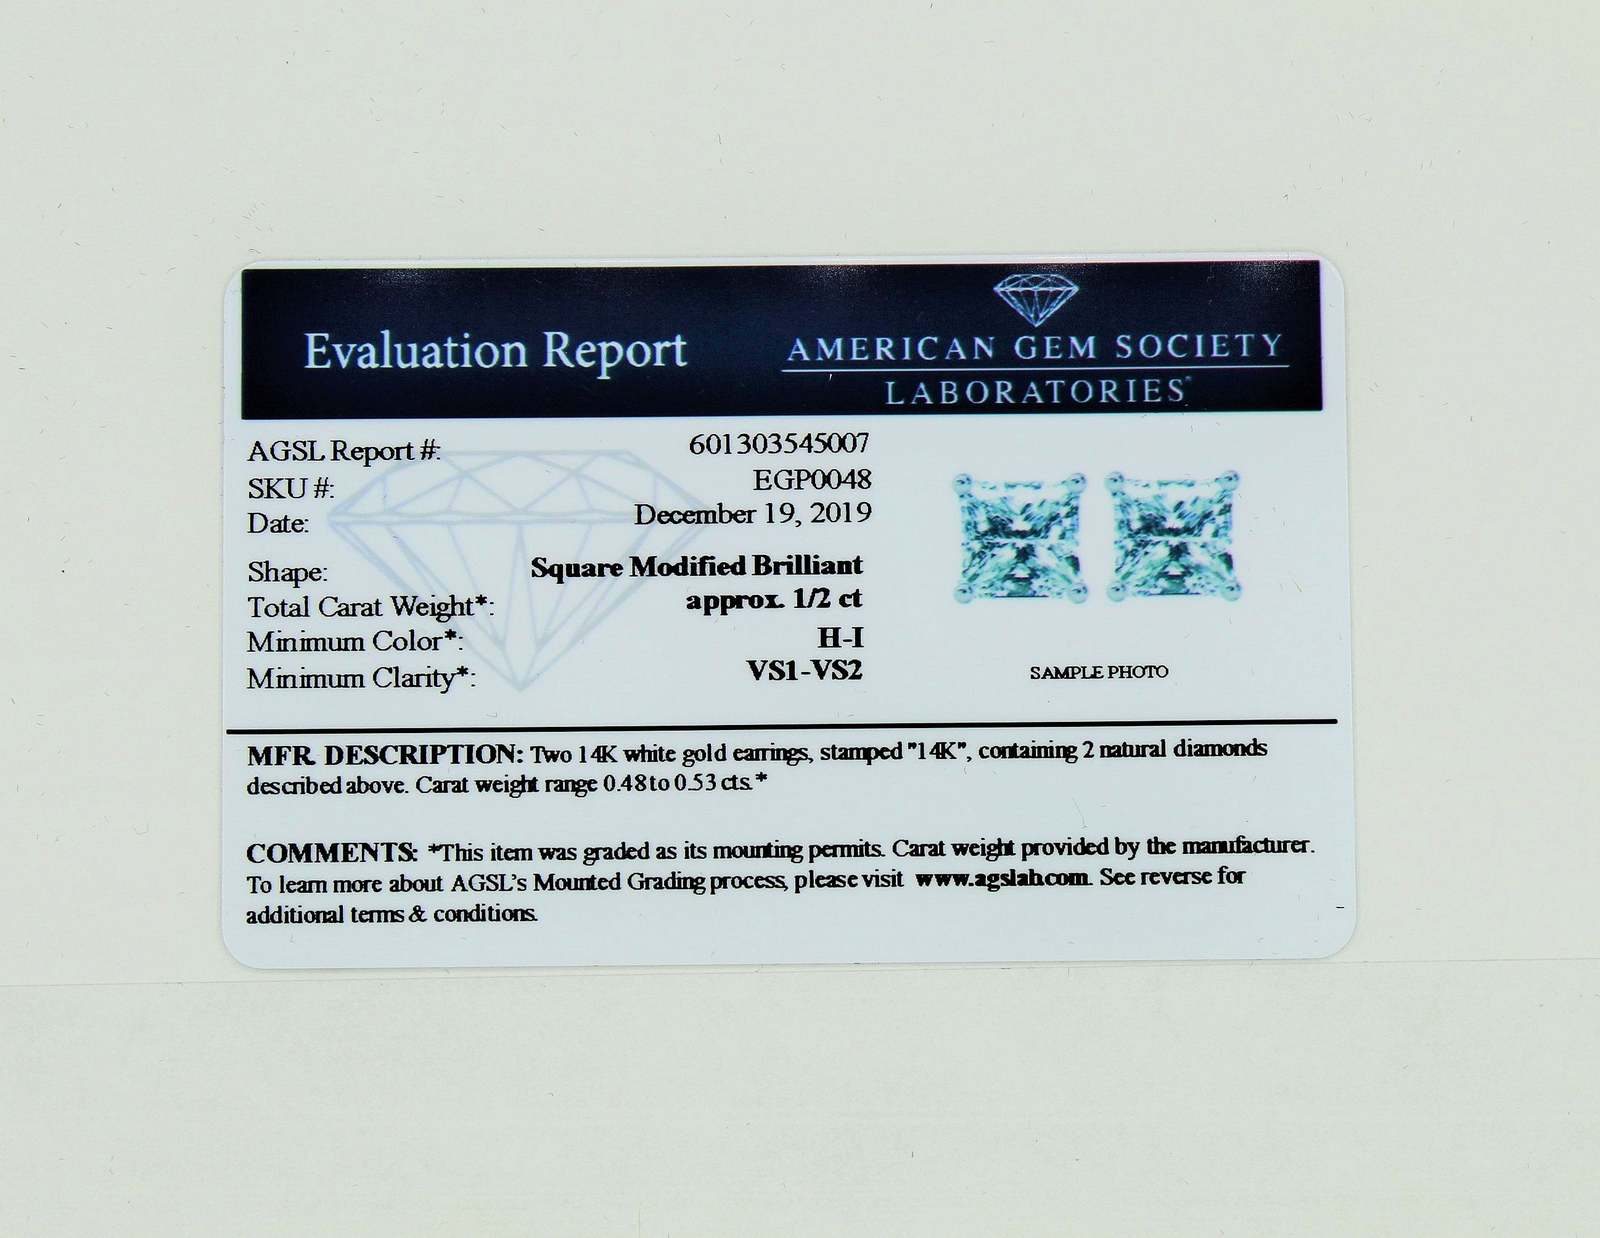 Evaluation Report
AMERICAN GEM SOCIETY
LABORATORIES
AGSL Report #: 601303545007
SKU #: EGP0048
Date: December 19, 2019
Shape: Square Modified Brilliant
Total Carat Weight*: approx. 1/2 ct
Minimum Color*: H-I
Minimum Clarity*: VS1-VS2
SAMPLE PHOTO
MFR. DESCRIPTION: Two 14K white gold earrings, stamped "14K", containing 2 natural diamonds
described above. Carat weight range 0.48 to 0.53 cts.*
COMMENTS: *This item was graded as its mounting permits. Carat weight provided by the manufacturer.
To learn more about AGSL's Mounted Grading process, please visit www.agslab.com. See reverse for
additional terms & conditions.